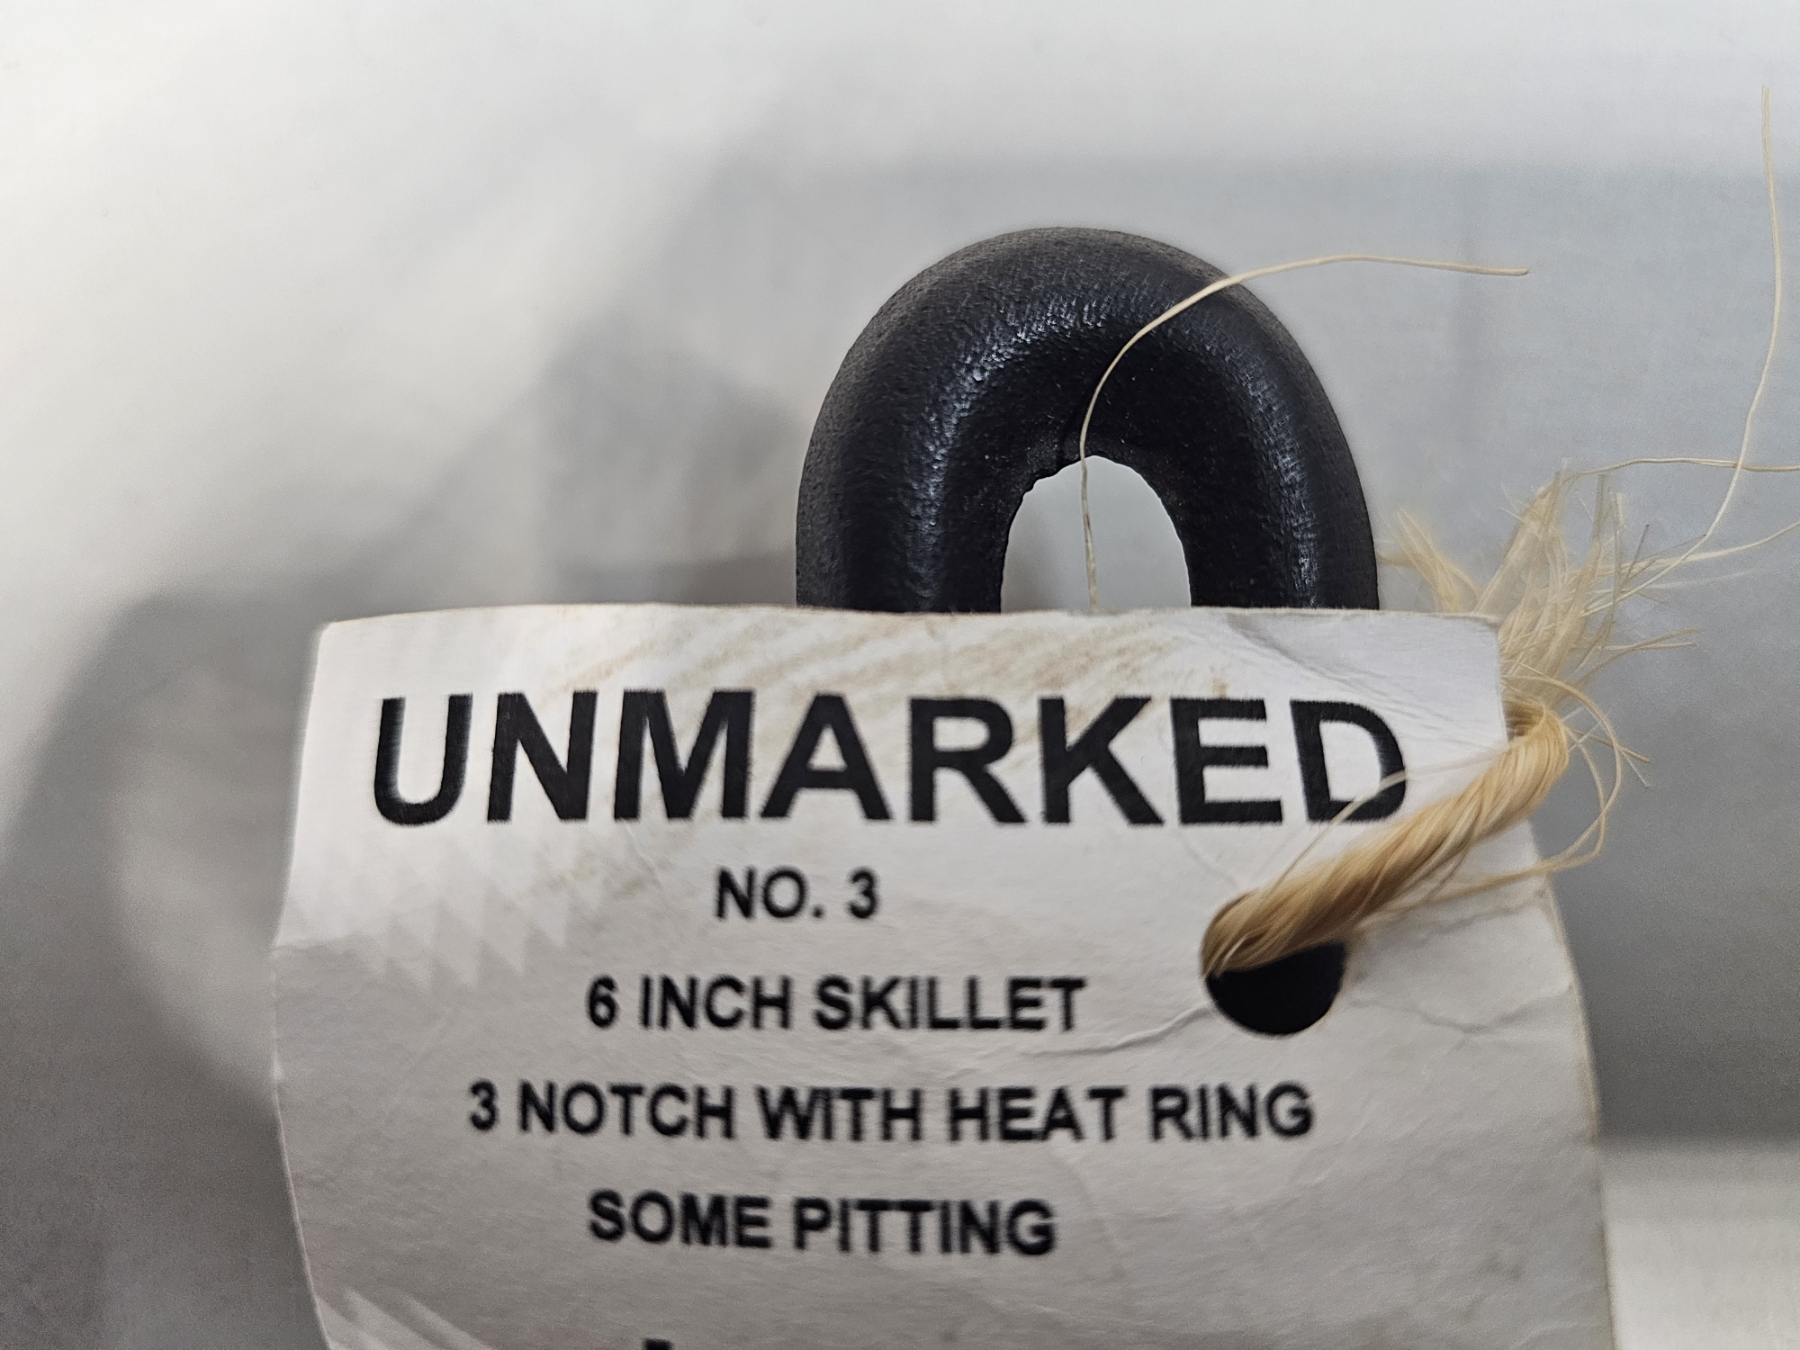 UNMARKED
NO. 3
6 INCH SKILLET
3 NOTCH WITH HEAT RING
SOME PITTING